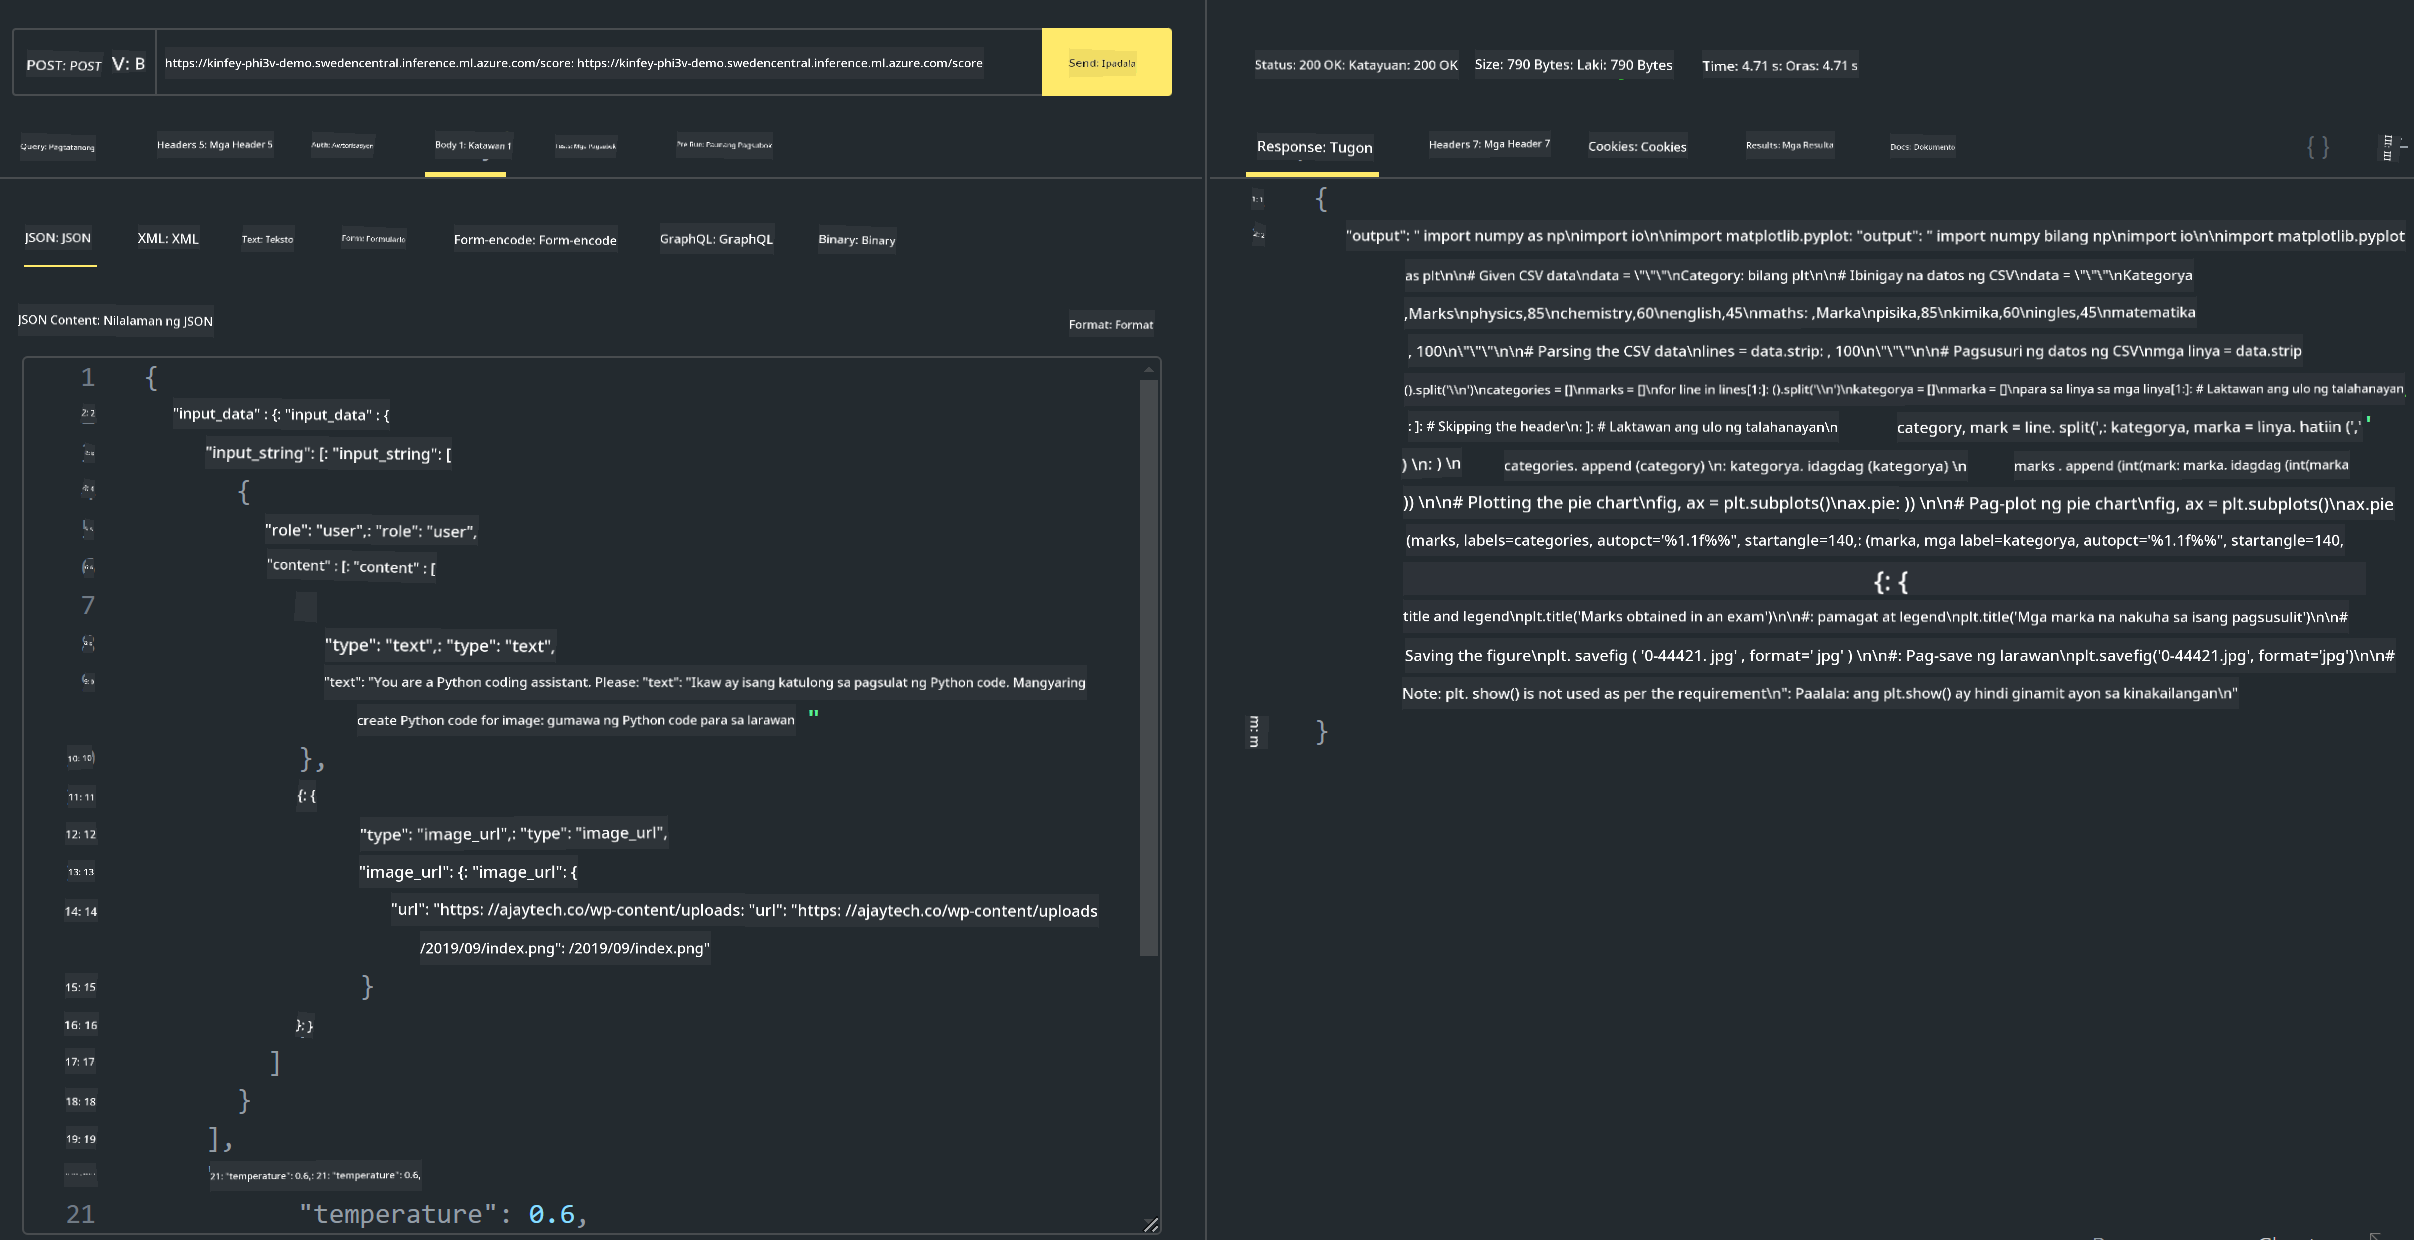 POST: POST V: B https://kinfey-phi3v-demo.swedencentral.inference.ml.azure.com/score: https://kinfey-phi3v-demo.swedencentral.inference.ml.azure.com/score Send: Ipadala
Query: Pagtatanong Headers 5: Mga Header 5 Auth: Awtorisasyon Body 1: Katawan 1 Pre Run: Paunang Pagsubok
JSON: JSON XML: XML Text: Teksto Form: Formularlo Form-encode: Form-encode GraphQL: GraphQL Binary: Binary
JSON Content: Nilalaman ng JSON Format: Format
1 {
2: 2 "input_data" : {: "input_data" : {
"input_string": [: "input_string": [
{
"role": "user",: "role": "user",
"content" : [: "content" : [
7
"type": "text",: "type": "text",
"text": "You are a Python coding assistant. Please: "text": "Ikaw ay isang katulong sa pagsulat ng Python code. Mangyaring
create Python code for image: gumawa ng Python code para sa larawan "
10: 10 },
11: 11 {: {
12: 12 "type": "image_url",: "type": "image_url",
13: 13 "image_url": {: "image_url": {
14: 14 "url": "https: //ajaytech.co/wp-content/uploads: "url": "https: //ajaytech.co/wp-content/uploads
/2019/09/index.png": /2019/09/index.png"
15: 15 }
16: 16 }: }
17: 17 ]
18: 18 }
19: 19 ],
21: "temperature": 0.6,: 21: "temperature": 0.6,
21 "temperature": 0.6,
Status: 200 OK: Katayuan: 200 OK Size: 790 Bytes: Laki: 790 Bytes Time: 4.71 s: Oras: 4.71 s
Response: Tugon Headers 7: Mga Header 7 Cookies: Cookies Results: Mga Resulta Docs: Dokumento { }
1: 1 {
2: 2 "output": " import numpy as np\nimport io\n\nimport matplotlib.pyplot: "output": " import numpy bilang np\nimport io\n\nimport matplotlib.pyplot
as plt\n\n# Given CSV data\ndata = \"\"\"\nCategory: bilang plt\n\n# Ibinigay na datos ng CSV\ndata = \"\"\"\nKategorya
,Marks\nphysics,85\nchemistry,60\nenglish,45\nmaths: ,Marka\npisika,85\nkimika,60\ningles,45\nmatematika
, 100\n\"\"\"\n\n# Parsing the CSV data\nlines = data.strip: , 100\n\"\"\"\n\n# Pagsusuri ng datos ng CSV\nmga linya = data.strip
().split('\\n')\ncategories = []\nmarks = []\nfor line in lines[1:]: ().split('\\n')\nkategorya = []\nmarka = []\npara sa linya sa mga linya[1:]: # Laktawan ang ulo ng talahanayan
: ]: # Skipping the header\n: ]: # Laktawan ang ulo ng talahanayan\n category, mark = line. split(',: kategorya, marka = linya. hatiin (',' '
) \n: ) \n categories. append (category) \n: kategorya. idagdag (kategorya) \n marks . append (int(mark: marka. idagdag (int(marka
)) \n\n# Plotting the pie chart\nfig, ax = plt.subplots()\nax.pie: )) \n\n# Pag-plot ng pie chart\nfig, ax = plt.subplots()\nax.pie
(marks, labels=categories, autopct='%1.1f%%", startangle=140,: (marka, mga label=kategorya, autopct='%1.1f%%", startangle=140,
{: {
title and legend\nplt.title('Marks obtained in an exam')\n\n#: pamagat at legend\nplt.title('Mga marka na nakuha sa isang pagsusulit')\n\n#
Saving the figure\nplt. savefig ( '0-44421. jpg' , format=' jpg' ) \n\n#: Pag-save ng larawan\nplt.savefig('0-44421.jpg', format='jpg')\n\n#
Note: plt. show() is not used as per the requirement\n": Paalala: ang plt.show() ay hindi ginamit ayon sa kinakailangan\n"
m: m }